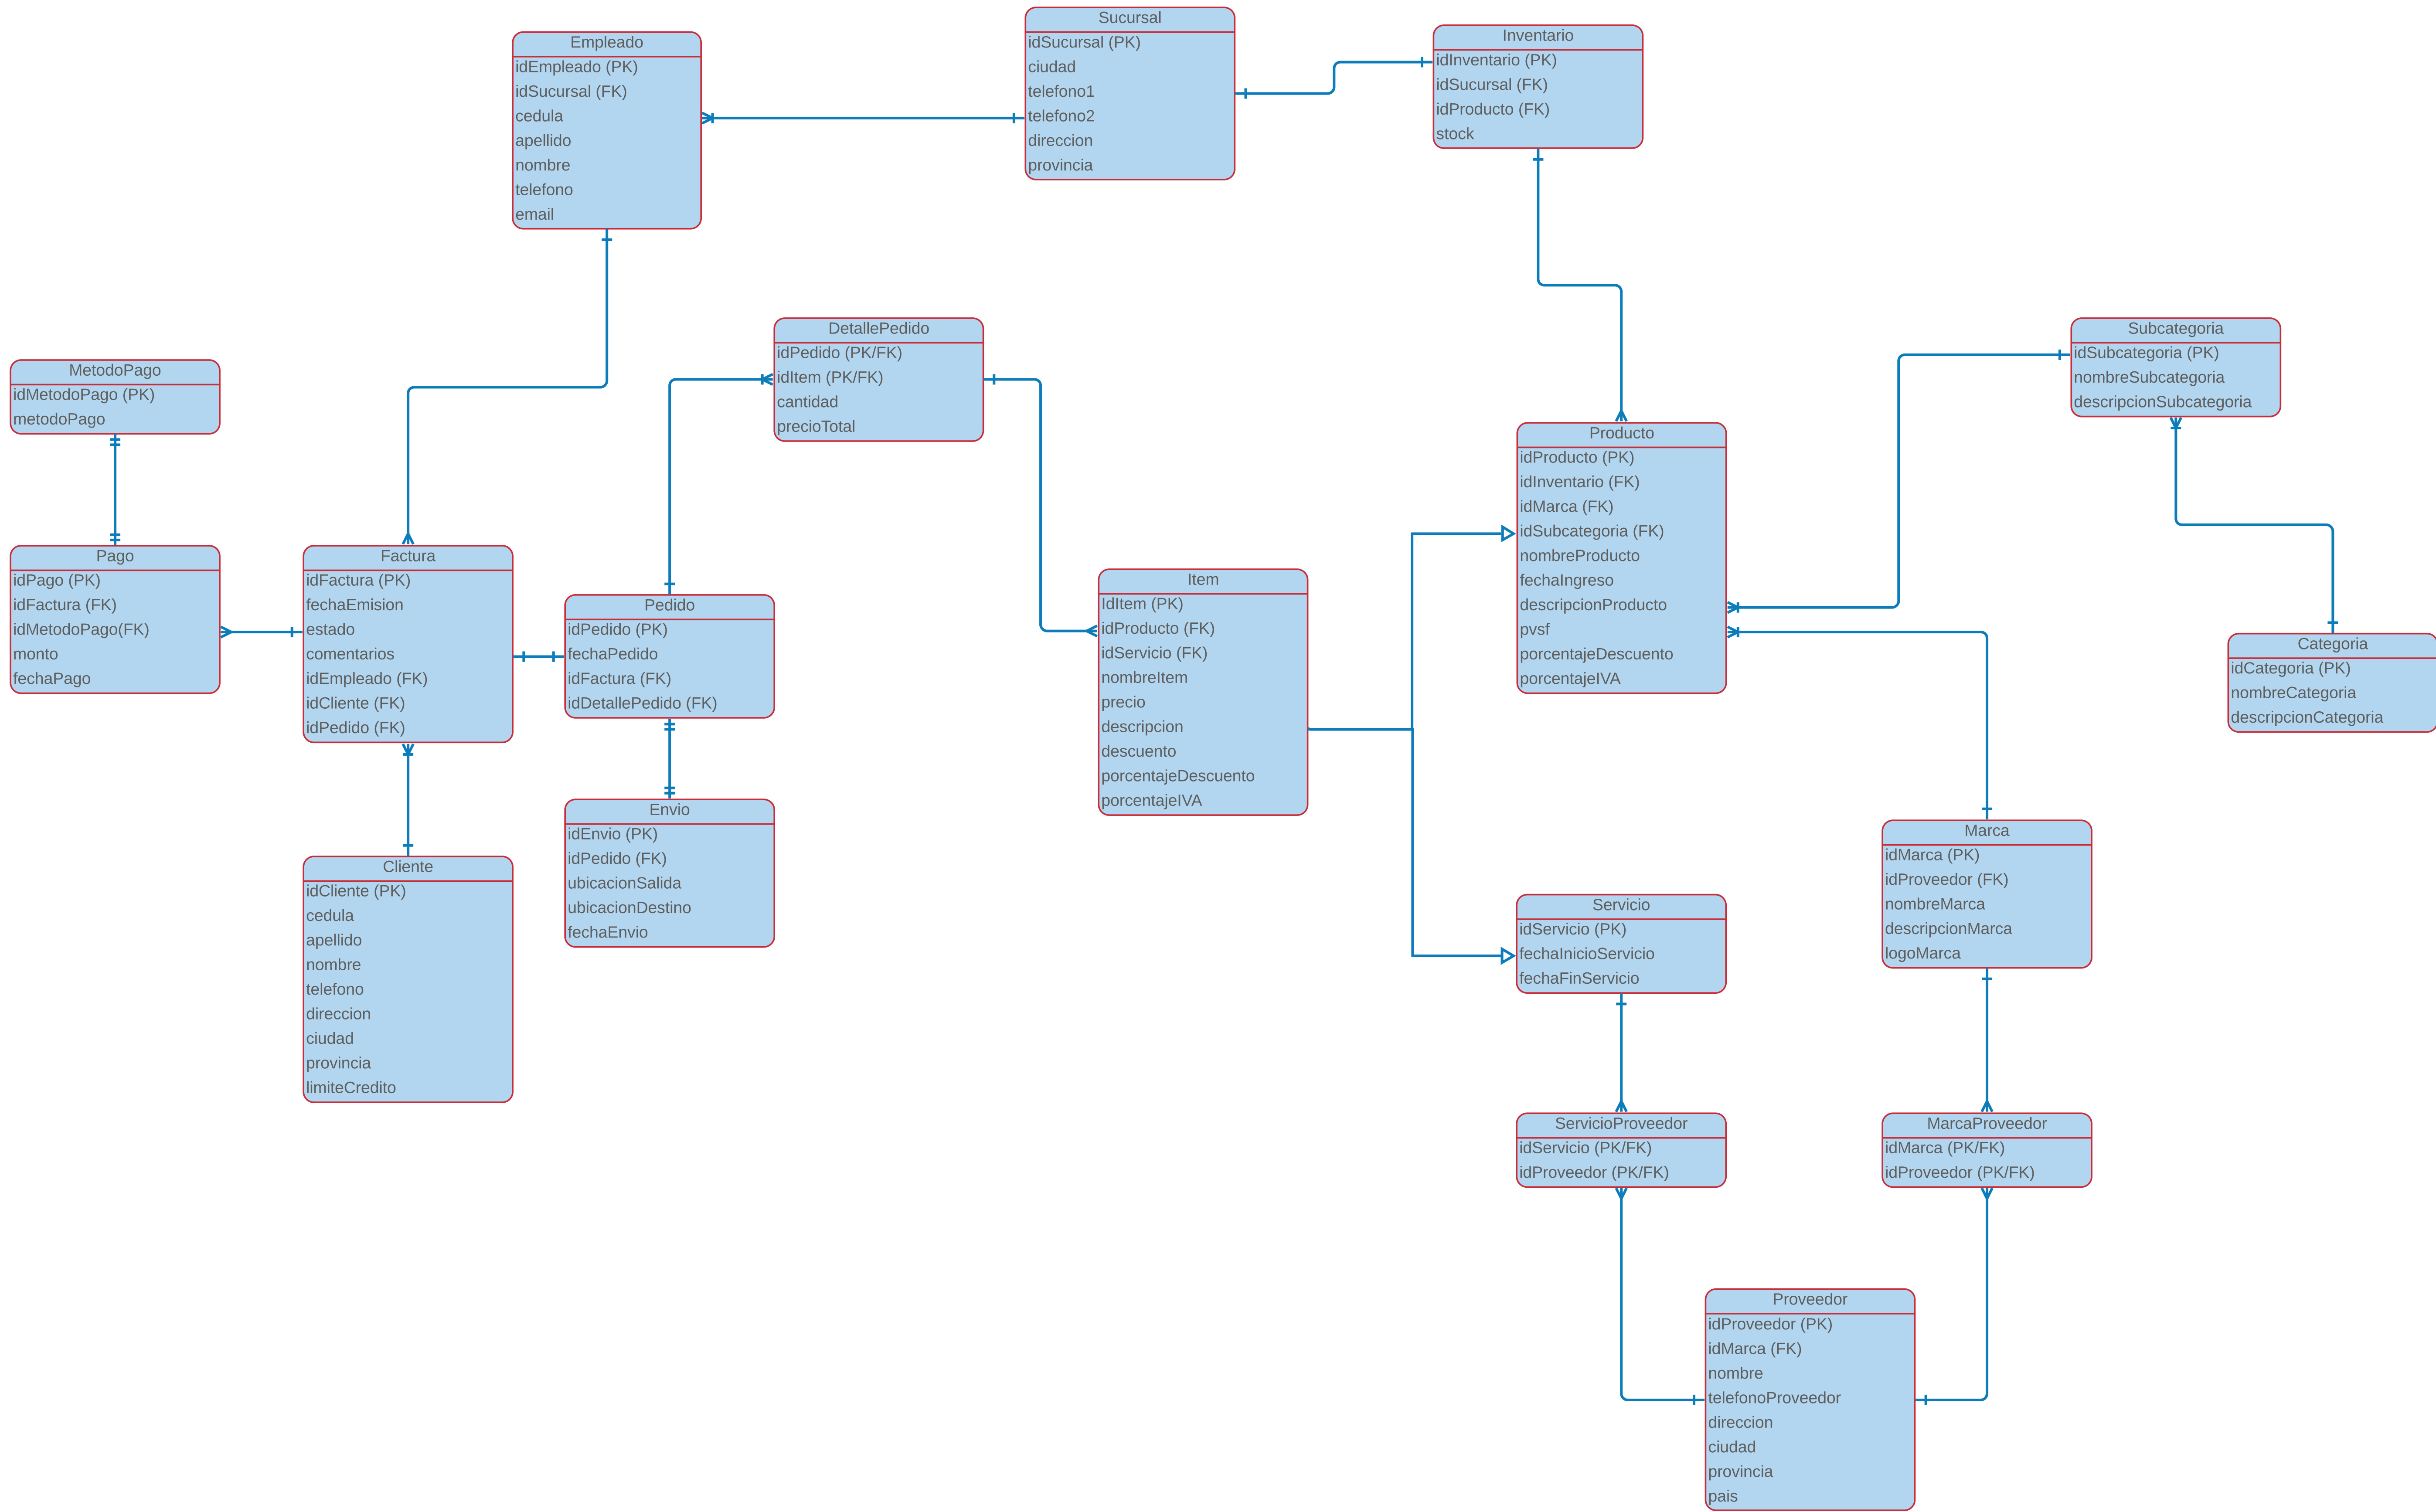 Sucursal
idSucursal (PK)
ciudad
telefono1
telefono2
direccion
provincia
Inventario
idInventario (PK)
idSucursal (FK)
idProducto (FK)
stock
Empleado
idEmpleado (PK)
idSucursal (FK)
cedula
apellido
nombre
telefono
email
DetallePedido
idPedido (PK/FK)
idItem (PK/FK)
cantidad
precioTotal
Subcategoria
idSubcategoria (PK)
nombreSubcategoria
descripcionSubcategoria
MetodoPago
idMetodoPago (PK)
metodoPago
Producto
idProducto (PK)
idInventario (FK)
idMarca (FK)
idSubcategoria (FK)
nombreProducto
fechaIngreso
descripcionProducto
pvsf
porcentajeDescuento
porcentajeIVA
Pago
idPago (PK)
idFactura (FK)
idMetodoPago(FK)
monto
fechaPago
Factura
idFactura (PK)
fechaEmision
estado
comentarios
idEmpleado (FK)
idCliente (FK)
idPedido (FK)
Pedido
idPedido (PK)
fechaPedido
idFactura (FK)
idDetallePedido (FK)
Item
IdItem (PK)
idProducto (FK)
idServicio (FK)
nombreItem
precio
descripcion
descuento
porcentajeDescuento
porcentajeIVA
Categoria
idCategoria (PK)
nombreCategoria
descripcionCategoria
Envio
idEnvio (PK)
idPedido (FK)
ubicacionSalida
ubicacionDestino
fechaEnvio
Marca
idMarca (PK)
idProveedor (FK)
nombreMarca
descripcionMarca
logoMarca
Cliente
idCliente (PK)
cedula
apellido
nombre
telefono
direccion
ciudad
provincia
limiteCredito
Servicio
idServicio (PK)
fechaInicioServicio
fechaFinServicio
ServicioProveedor
idServicio (PK/FK)
idProveedor (PK/FK)
MarcaProveedor
idMarca (PK/FK)
idProveedor (PK/FK)
Proveedor
idProveedor (PK)
idMarca (FK)
nombre
telefonoProveedor
direccion
ciudad
provincia
pais